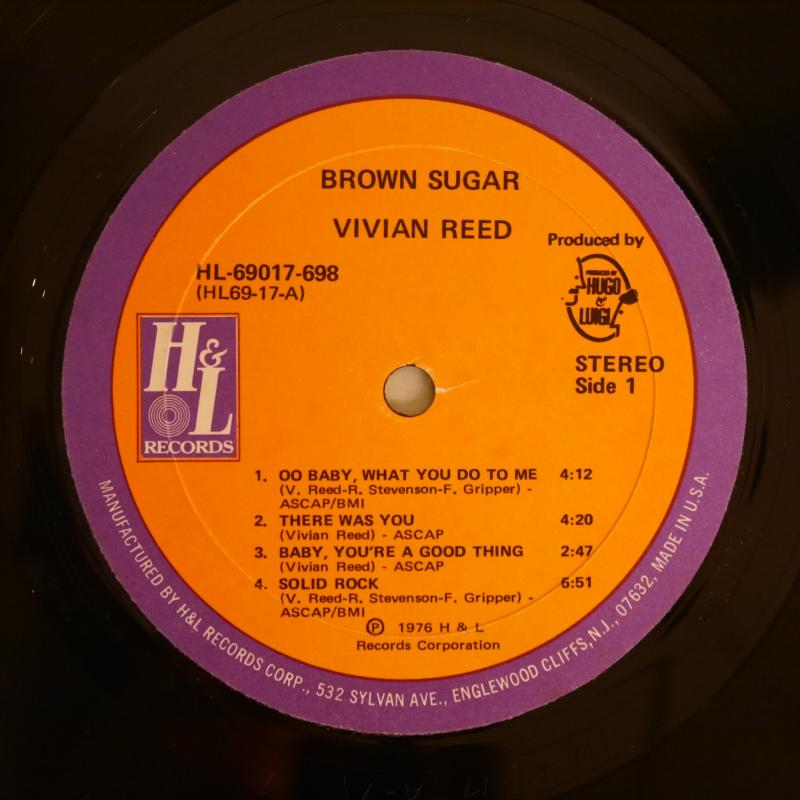 BROWN SUGAR
VIVIAN REED
Produced by
HL-69017-698
(HL69-17-A)
PRODUCED BY
HUGO
&
LUIGI
H&L
RECORDS
STEREO
Side 1
1. OO BABY, WHAT YOU DO TO ME 4:12
(V. Reed-R. Stevenson-F. Gripper) -
ASCAP/BMI
2. THERE WAS YOU 4:20
(Vivian Reed) - ASCAP
3. BABY, YOU'RE A GOOD THING 2:47
(Vivian Reed) - ASCAP
4. SOLID ROCK 6:51
(V. Reed-R. Stevenson-F. Gripper) -
ASCAP/BMI
℗ 1976 H & L
Records Corporation
MANUFACTURED BY H&L RECORDS CORP., 532 SYLVAN AVE., ENGLEWOOD CLIFFS, N.J., 07632, MADE IN U.S.A.